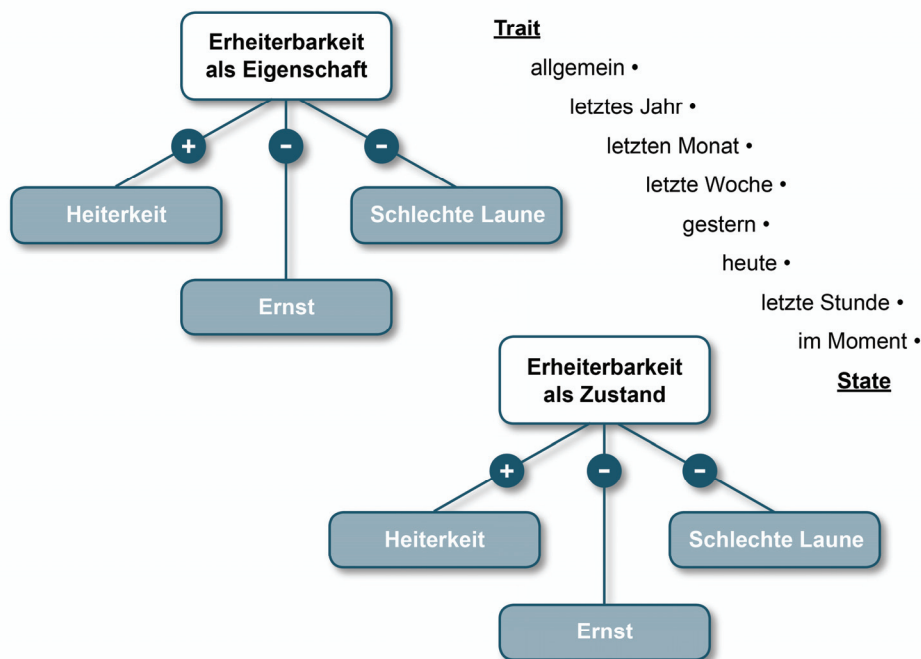 Erheiterbarkeit
als Eigenschaft
+
-
-
Heiterkeit
Schlechte Laune
Ernst
Trait
allgemein •
letztes Jahr •
letzten Monat •
letzte Woche •
gestern •
heute •
letzte Stunde •
im Moment •
State
Erheiterbarkeit
als Zustand
+
-
-
Heiterkeit
Schlechte Laune
Ernst